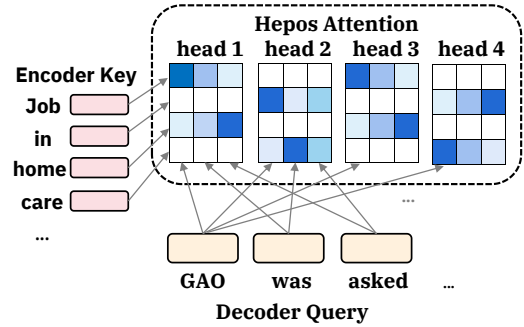 Hepos Attention
head 1 head 2 head 3 head 4
Encoder Key
Job
in
home
care
...
...
GAO was asked ...
Decoder Query